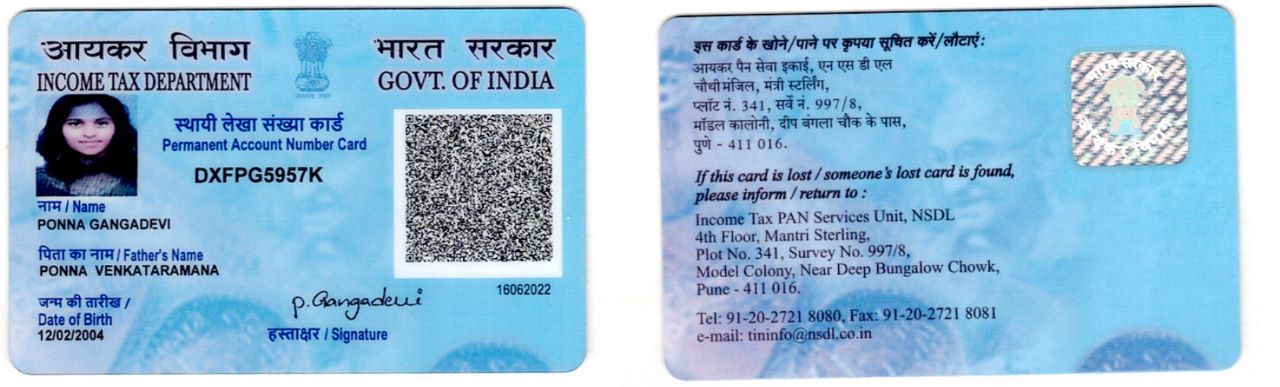 आयकर विभाग
INCOME TAX DEPARTMENT
भारत सरकार
GOVT. OF INDIA
स्थायी लेखा संख्या कार्ड
Permanent Account Number Card
DXFPG5957K
नाम / Name
PONNA GANGADEVI
पिता का नाम / Father's Name
PONNA VENKATARAMANA
जन्म की तारीख /
Date of Birth
12/02/2004
p.Gangadevi
हस्ताक्षर / Signature
16062022
इस कार्ड के खोने/पाने पर कृपया सूचित करें/लौटाएं:
आयकर पैन सेवा इकाई, एन एस डी एल
चौथी मंजिल, मंत्री स्टर्लिंग,
प्लॉट नं. 341, सर्वे नं. 997/8,
मॉडल कालोनी, दीप बंगला चौक के पास,
पुणे - 411 016.
If this card is lost / someone's lost card is found,
please inform / return to :
Income Tax PAN Services Unit, NSDL
4th Floor, Mantri Sterling,
Plot No. 341, Survey No. 997/8,
Model Colony, Near Deep Bungalow Chowk,
Pune - 411 016.
Tel: 91-20-2721 8080, Fax: 91-20-2721 8081
e-mail: tininfo@nsdl.co.in
भारत सरकार
आयकर विभाग